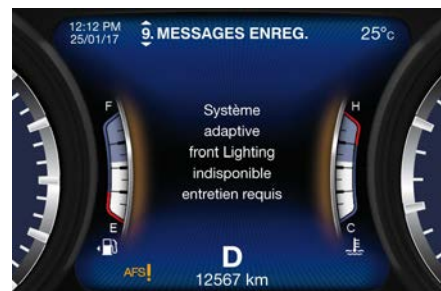 12:12 PM 9. MESSAGES ENREG. 25°c
25/01/17
F H
Système
adaptive
front Lighting
indisponible
entretien requis
E C
D
AFS!
12567 km